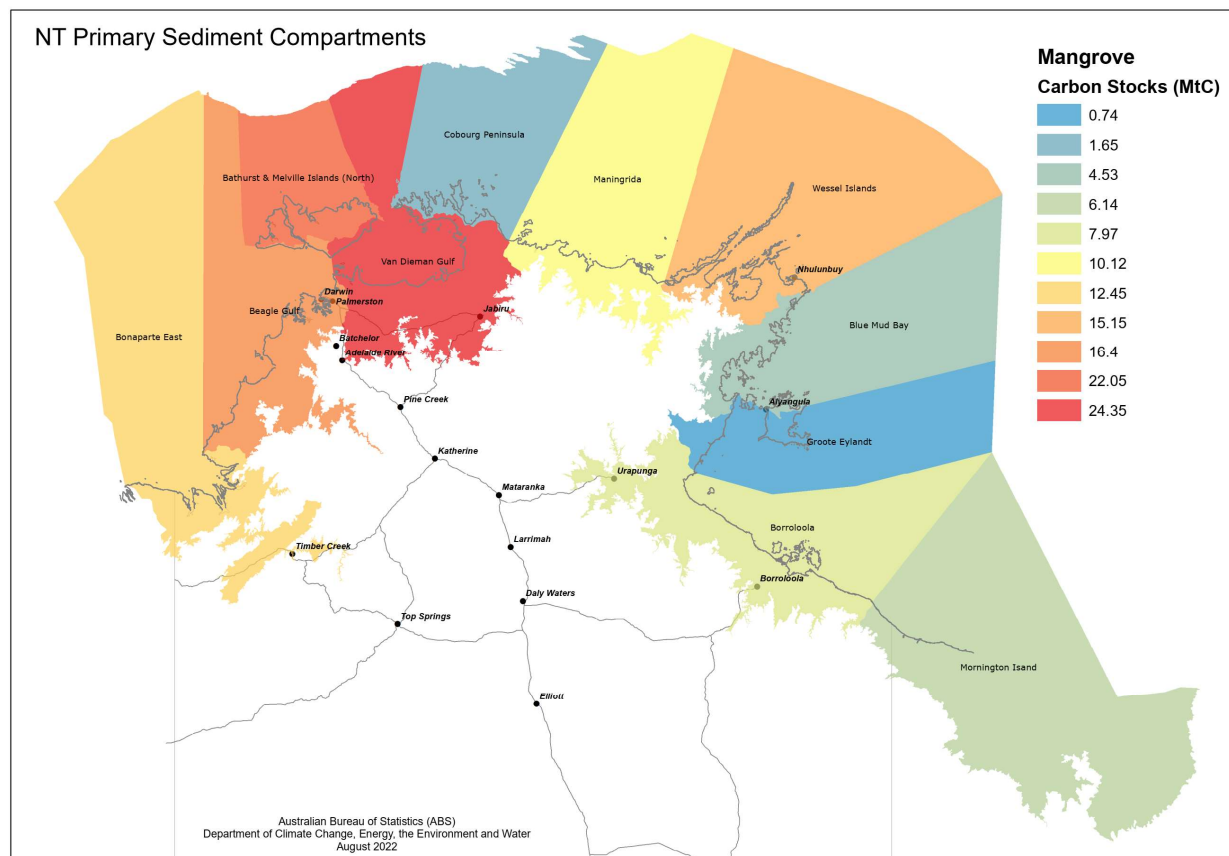 NT Primary Sediment Compartments
Mangrove
Carbon Stocks (MtC)
0.74
1.65
4.53
6.14
7.97
10.12
12.45
15.15
16.4
22.05
24.35
Cobourg Peninsula
Bathurst & Melville Islands (North)
Maningrida
Wessel Islands
Van Dieman Gulf
Nhulunbuy
Darwin
Palmerston
Beagle Gulf
Jabiru
Bonaparte East
Blue Mud Bay
Batchelor
Adelaide River
Pine Creek
Alyangula
Groote Eylandt
Katherine
Urapunga
Mataranka
Borroloola
Larrimah
Timber Creek
Borroloola
Daly Waters
Top Springs
Mornington Isand
Elliott
Australian Bureau of Statistics (ABS)
Department of Climate Change, Energy, the Environment and Water
August 2022